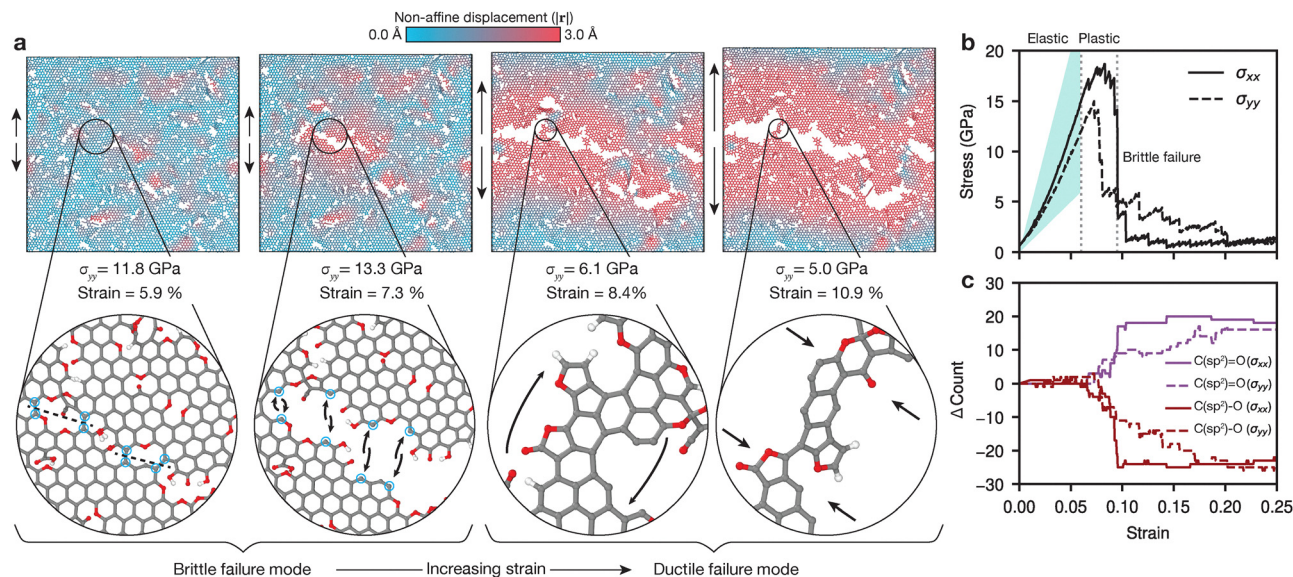 Non-affine displacement (|r|)
0.0 Å 3.0 Å
a
σyy = 11.8 GPa
Strain = 5.9 %
σyy = 13.3 GPa
Strain = 7.3 %
σyy = 6.1 GPa
Strain = 8.4%
σyy = 5.0 GPa
Strain = 10.9 %
Brittle failure mode
Increasing strain
Ductile failure mode
b
Elastic Plastic
20
15
10
5
0
Stress (GPa)
σxx
σyy
Brittle failure
c
30
20
10
0
−10
−20
−30
Δ Count
C(sp²)=O (σxx)
C(sp²)=O (σyy)
C(sp²)-O (σxx)
C(sp²)-O (σyy)
0.00 0.05 0.10 0.15 0.20 0.25
Strain